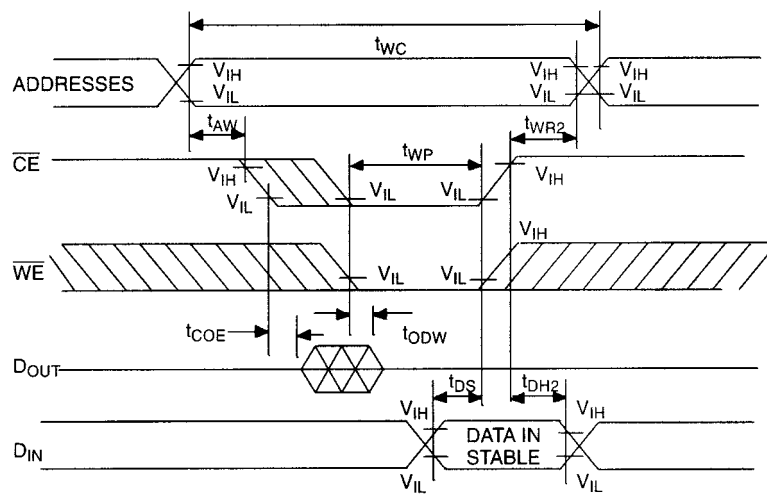 tWC
ADDRESSES
VIH
VIL
VIH
VIL
VIH
VIL
tAW
tWR2
CE
tWP
VIH
VIL
VIL
VIL
VIH
WE
VIL
VIL
VIH
tCOE
tODW
DOUT
tDS
tDH2
DIN
VIH
VIL
DATA IN
STABLE
VIH
VIL